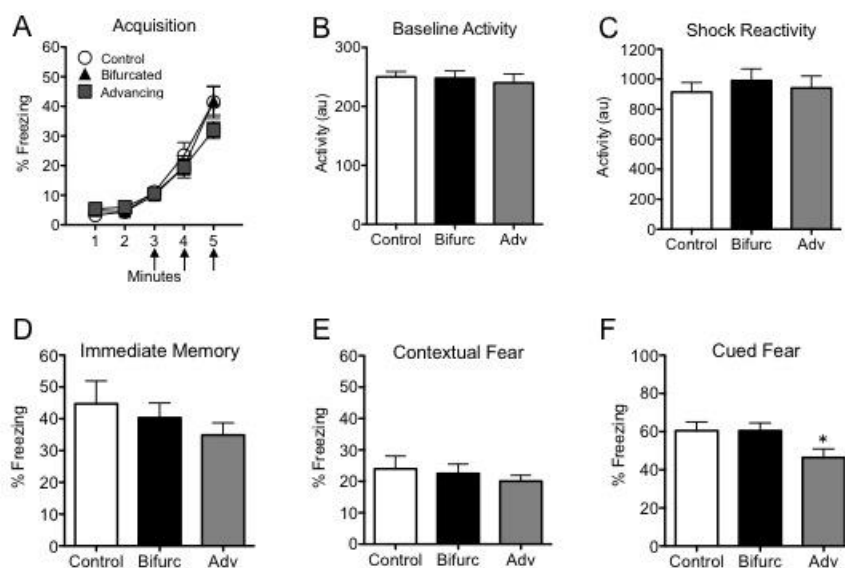 A
Acquisition
% Freezing
60
50
40
30
20
10
0
Control
Bifurcated
Advancing
1 2 3 4 5
Minutes
B
Baseline Activity
Activity (au)
300
200
100
0
Control Bifurc Adv
C
Shock Reactivity
Activity (au)
1200
1000
800
600
400
200
0
Control Bifurc Adv
D
Immediate Memory
% Freezing
60
50
40
30
20
10
0
Control Bifurc Adv
E
Contextual Fear
% Freezing
60
50
40
30
20
10
0
Control Bifurc Adv
F
Cued Fear
% Freezing
100
80
60
40
20
0
*
Control Bifurc Adv